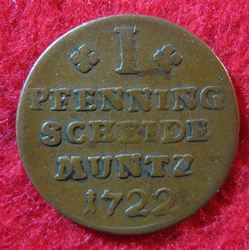 I
PFENNING
SCHEIDE
MUNTZ
1722